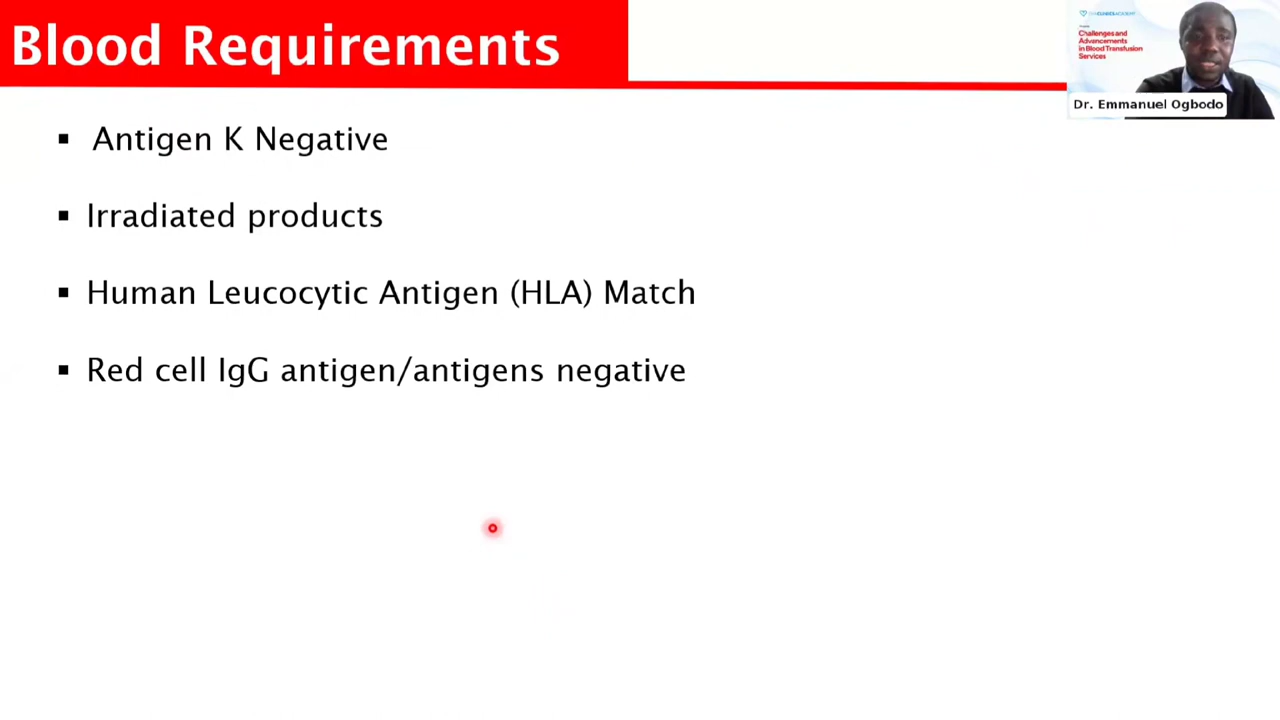 Blood Requirements
▪ Antigen K Negative
▪ Irradiated products
▪ Human Leucocytic Antigen (HLA) Match
▪ Red cell IgG antigen/antigens negative
Challenges and
Advancements
in Blood Transfusion
Services
Dr. Emmanuel Ogbodo